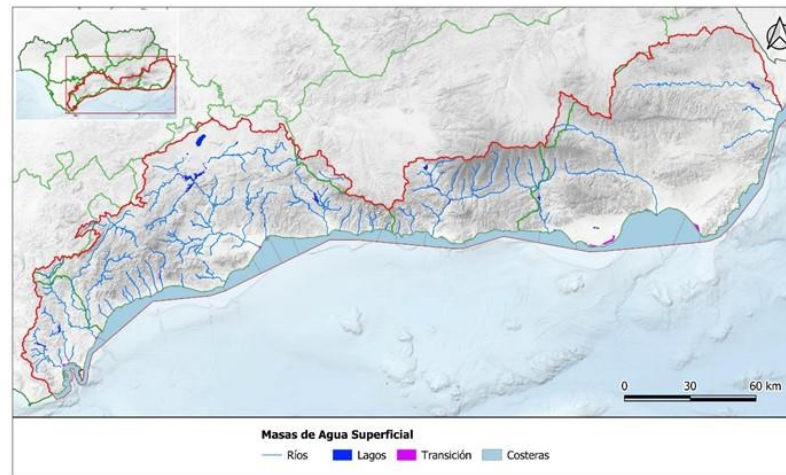 0 30 60 km
Masas de Agua Superficial
Ríos Lagos Transición Costeras